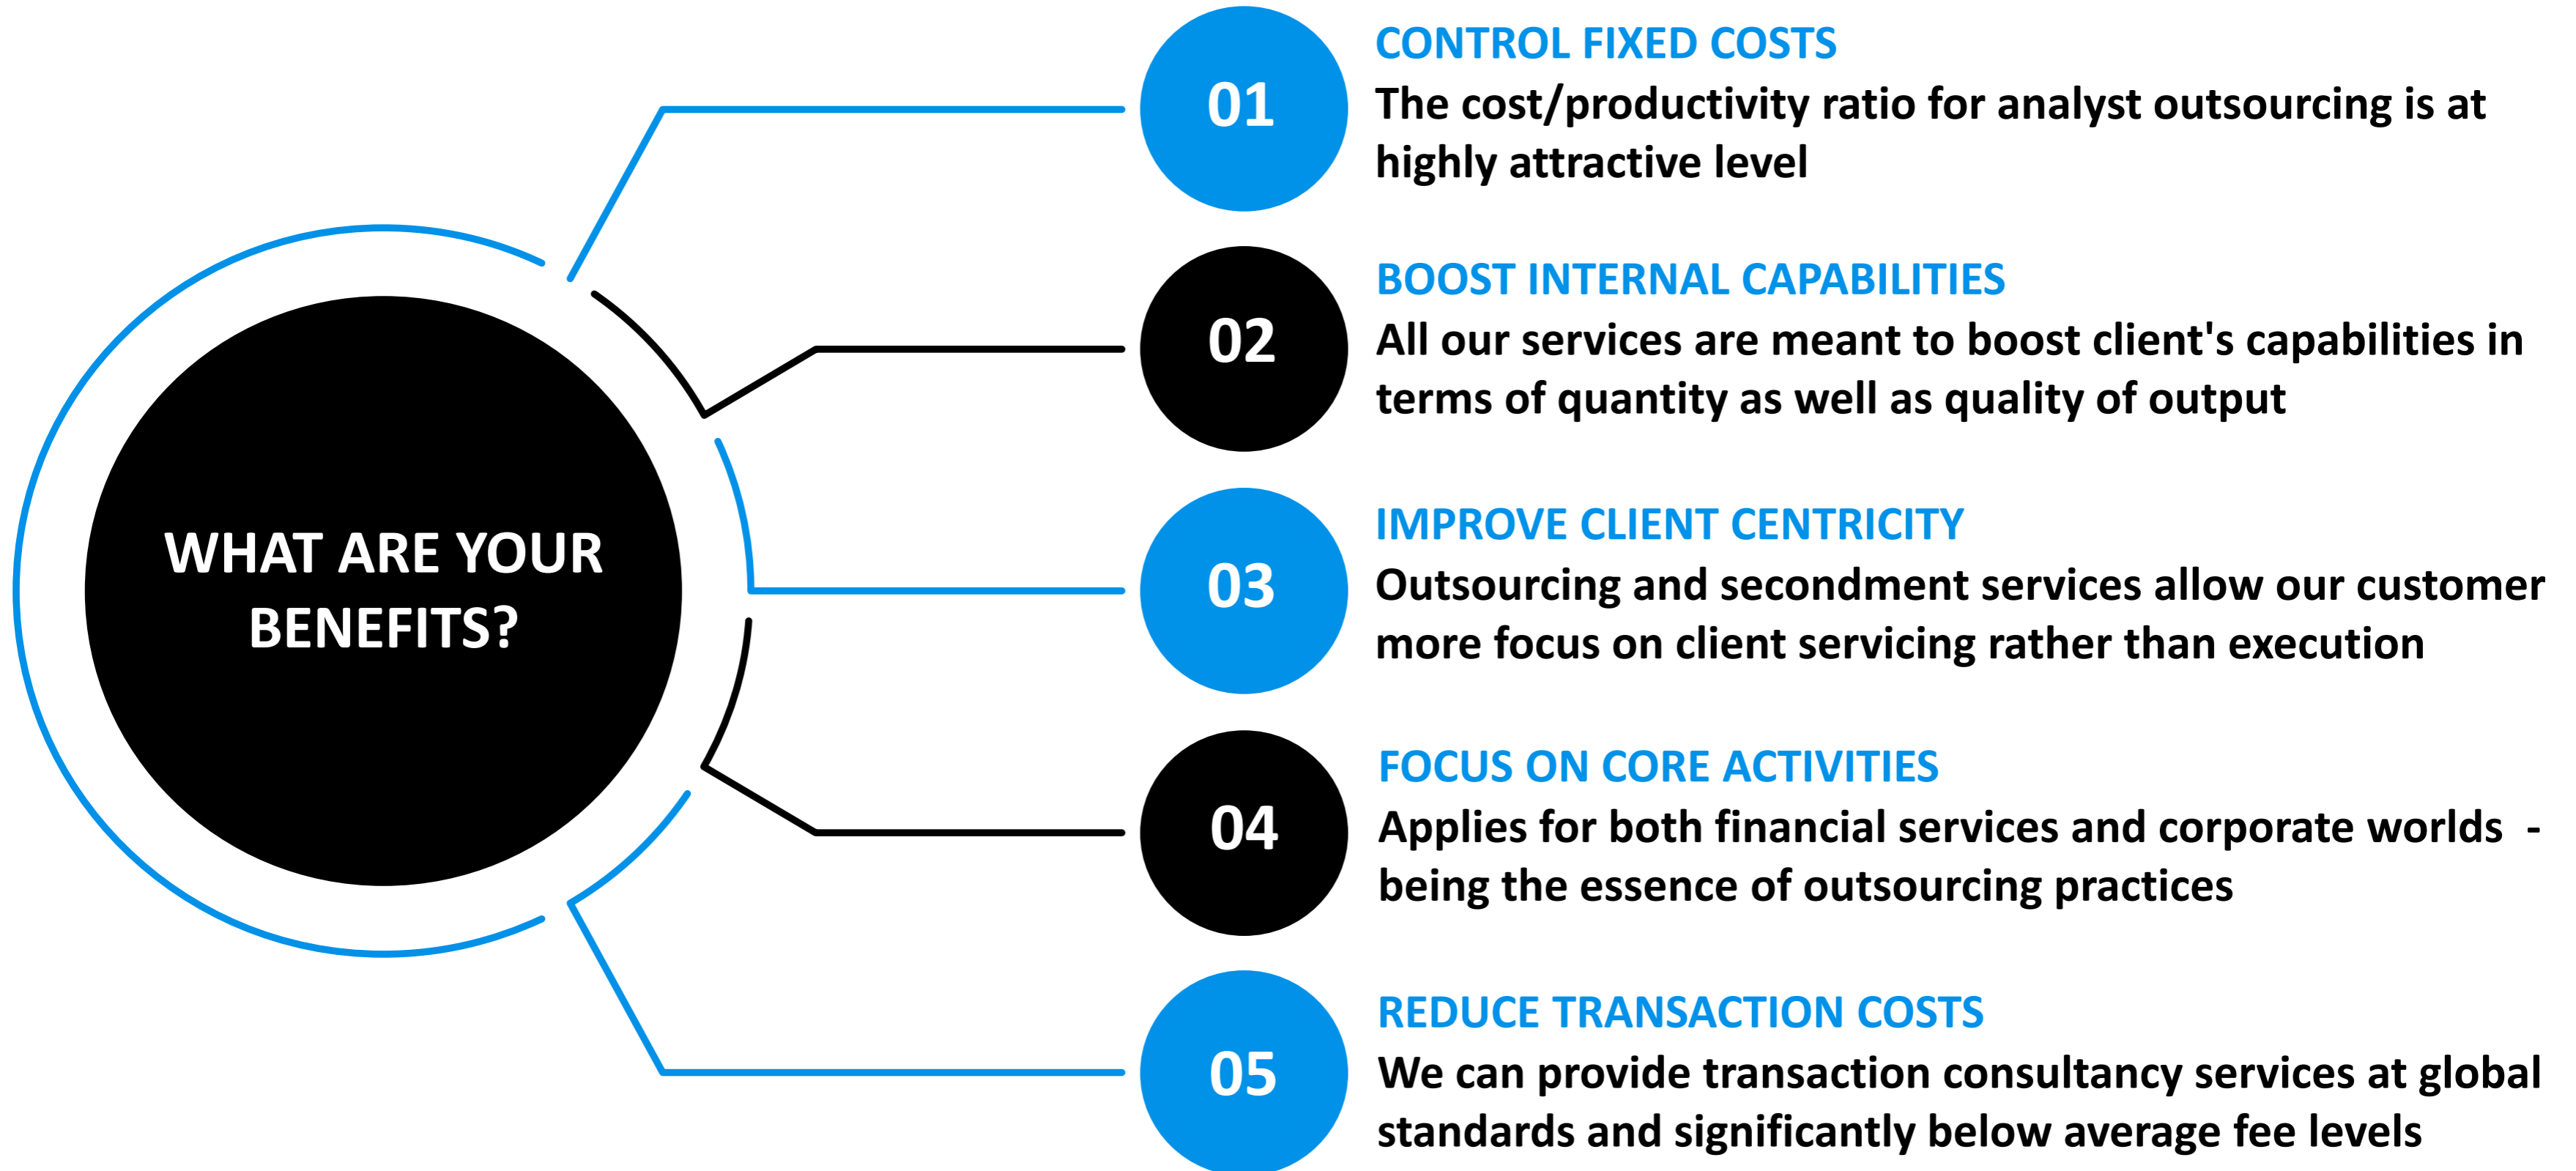 WHAT ARE YOUR
BENEFITS?
01
CONTROL FIXED COSTS
The cost/productivity ratio for analyst outsourcing is at
highly attractive level
02
BOOST INTERNAL CAPABILITIES
All our services are meant to boost client's capabilities in
terms of quantity as well as quality of output
03
IMPROVE CLIENT CENTRICITY
Outsourcing and secondment services allow our customer
more focus on client servicing rather than execution
04
FOCUS ON CORE ACTIVITIES
Applies for both financial services and corporate worlds  -
being the essence of outsourcing practices
05
REDUCE TRANSACTION COSTS
We can provide transaction consultancy services at global
standards and significantly below average fee levels